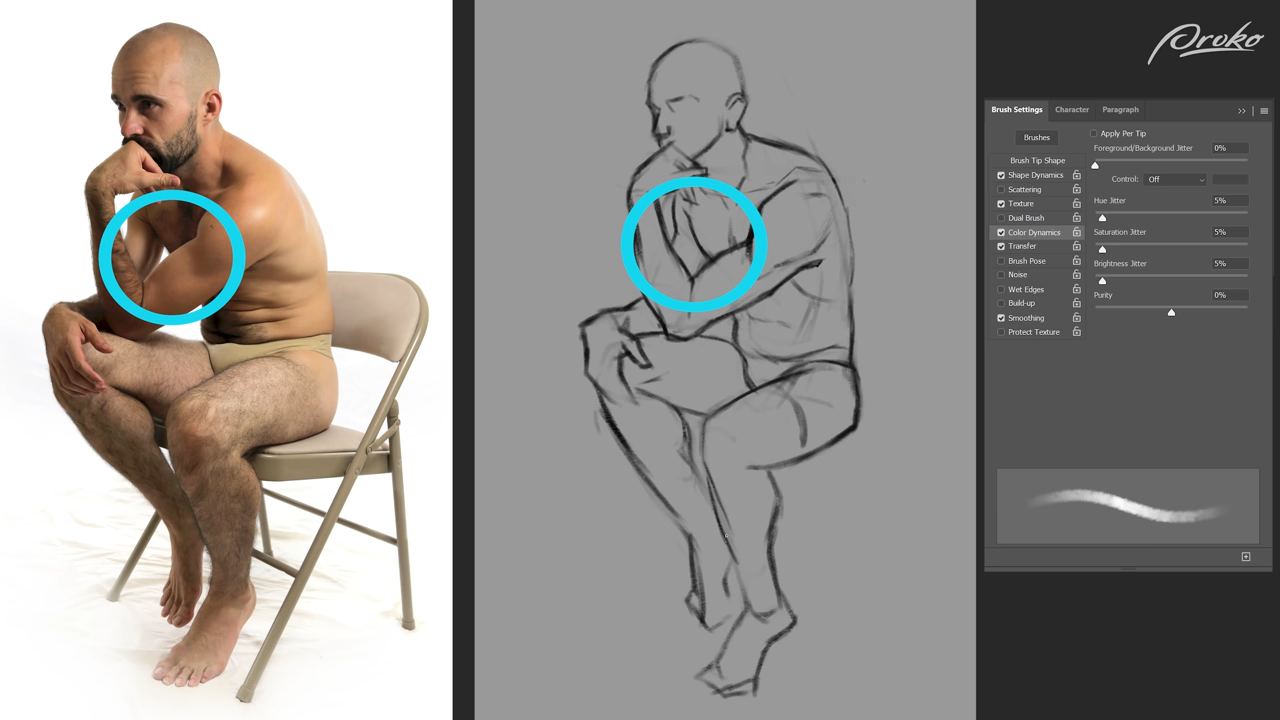 Proko
Brush Settings Character Paragraph
Brushes
Apply Per Tip
Foreground/Background Jitter 0%
Brush Tip Shape
Shape Dynamics
Control: Off
Scattering
Hue Jitter 5%
Texture
Dual Brush
Color Dynamics
Saturation Jitter 5%
Transfer
Brush Pose
Brightness Jitter 5%
Noise
Wet Edges
Purity 0%
Build-up
Smoothing
Protect Texture